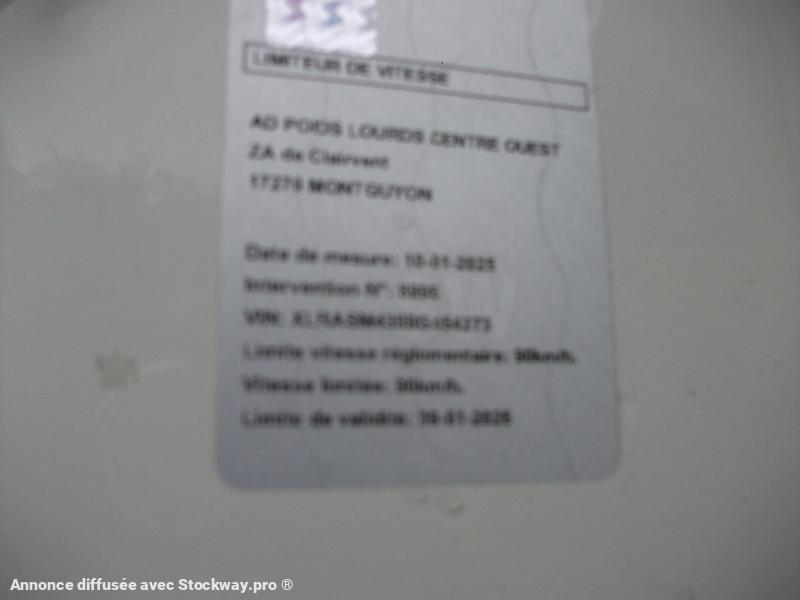 LIMITEUR DE VITESSE
AD POIDS LOURDS CENTRE OUEST
ZA de Clairvent
17270 MONTGUYON
Date de mesure: 10-01-2025
Intervention N°:
VIN:
Limite vitesse réglementaire: 90km/h.
Vitesse limitée: 90km/h.
Limite de validite:
Annonce diffusée avec Stockway.pro ®